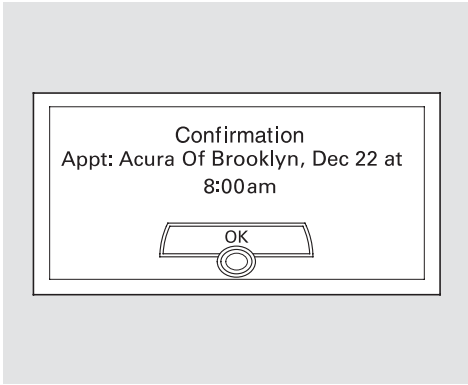 Confirmation
Appt: Acura Of Brooklyn, Dec 22 at
8:00am
OK